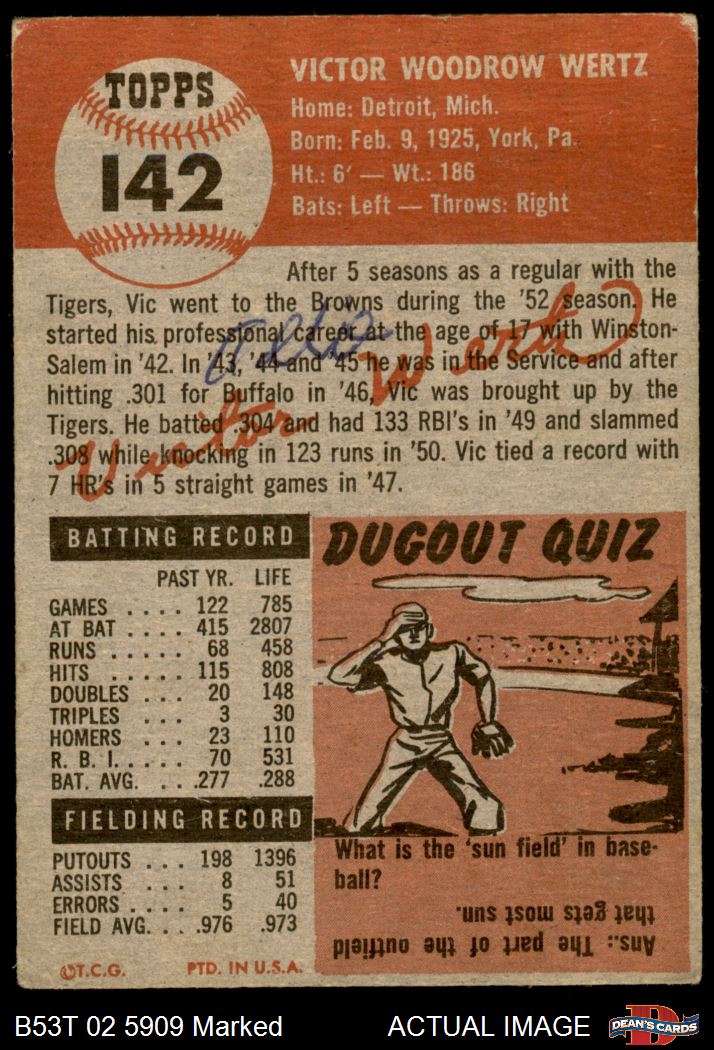 TOPPS
142
VICTOR WOODROW WERTZ
Home: Detroit, Mich.
Born: Feb. 9, 1925, York, Pa.
Ht.: 6' — Wt.: 186
Bats: Left — Throws: Right
After 5 seasons as a regular with the
Tigers, Vic went to the Browns during the '52 season. He
started his professional career at the age of 17 with Winston-
Salem in '42. In '43, '44 and '45 he was in the Service and after
hitting .301 for Buffalo in '46, Vic was brought up by the
Tigers. He batted .304 and had 133 RBI's in '49 and slammed
.308 while knocking in 123 runs in '50. Vic tied a record with
7 HR's in 5 straight games in '47.
Victor
BATTING RECORD
PAST YR. LIFE
GAMES .... 122 785
AT BAT .... 415 2807
RUNS ..... 68 458
HITS ..... 115 808
DOUBLES ... 20 148
TRIPLES ... 3 30
HOMERS ... 23 110
R. B. I..... 70 531
BAT. AVG. ... .277 .288
FIELDING RECORD
PUTOUTS ... 198 1396
ASSISTS .... 8 51
ERRORS .... 5 40
FIELD AVG. .. .976 .973
©T.C.G. PTD. IN U.S.A.
DUGOUT QUIZ
What is the 'sun field' in base-
ball?
Ans.: The part of the outfield
that gets most sun.
B53T 02 5909 Marked ACTUAL IMAGE
DEAN'S CARDS